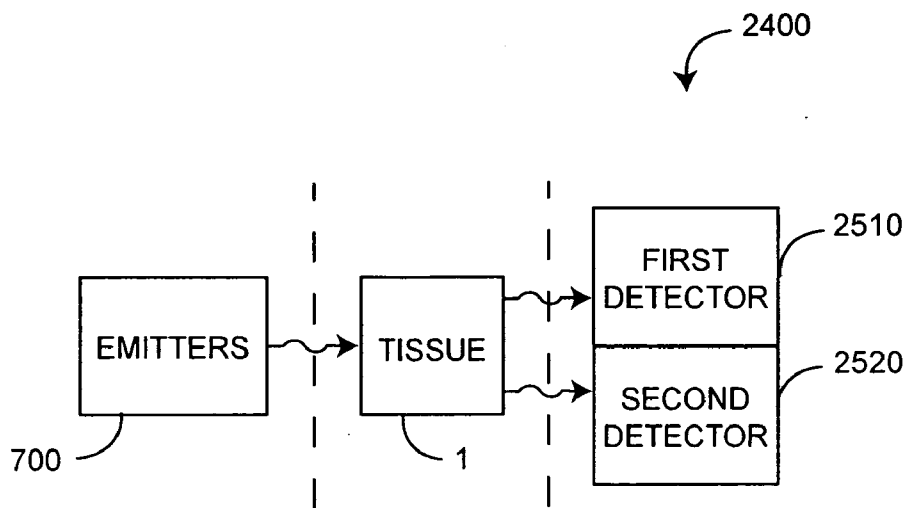 2400
2510
FIRST
DETECTOR
EMITTERS
TISSUE
2520
SECOND
DETECTOR
700
1